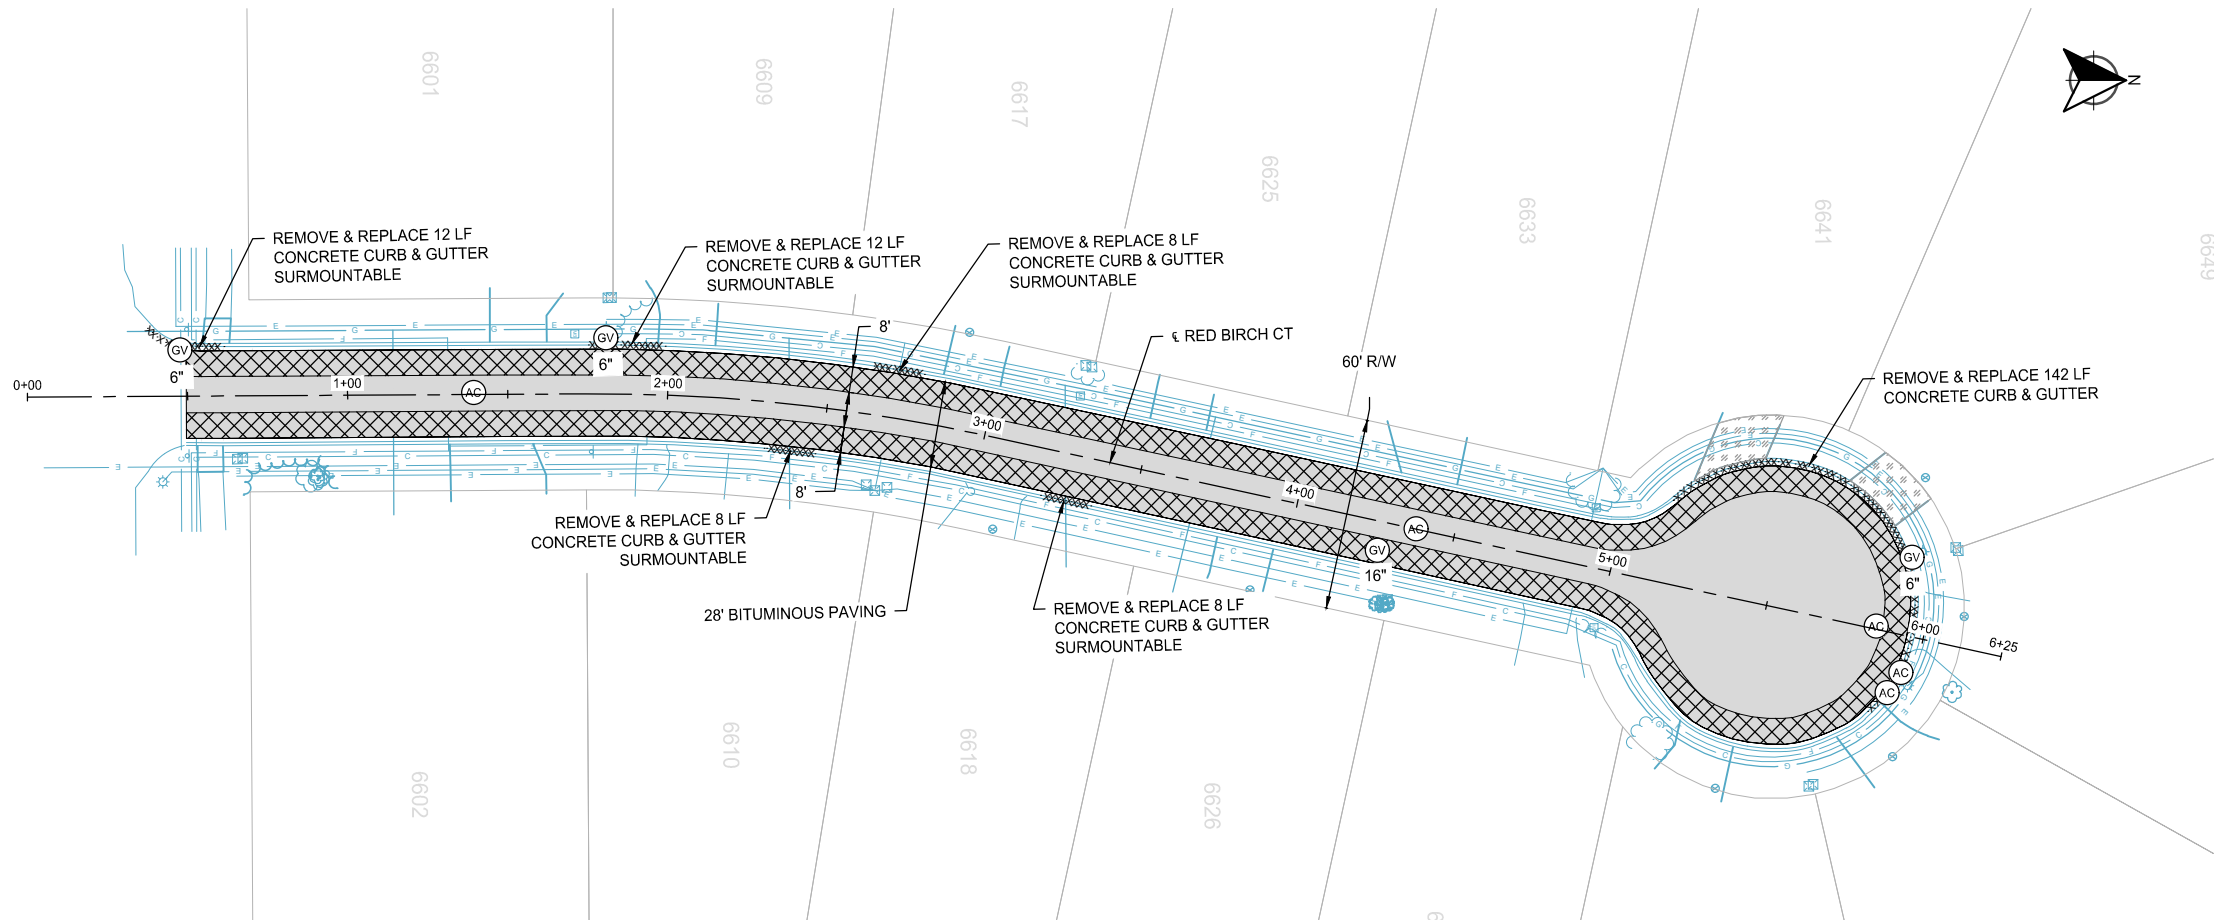 6601
6609
6617
6625
6633
6641
6649
N
REMOVE & REPLACE 12 LF
CONCRETE CURB & GUTTER
SURMOUNTABLE
REMOVE & REPLACE 12 LF
CONCRETE CURB & GUTTER
SURMOUNTABLE
REMOVE & REPLACE 8 LF
CONCRETE CURB & GUTTER
SURMOUNTABLE
8'
℄ RED BIRCH CT
60' R/W
REMOVE & REPLACE 142 LF
CONCRETE CURB & GUTTER
GV
6"
GV
6"
0+00
1+00
AC
2+00
3+00
4+00
AC
5+00
GV
16"
GV
6"
AC
6+00
6+25
AC
AC
8'
REMOVE & REPLACE 8 LF
CONCRETE CURB & GUTTER
SURMOUNTABLE
28' BITUMINOUS PAVING
REMOVE & REPLACE 8 LF
CONCRETE CURB & GUTTER
SURMOUNTABLE
6602
6610
6618
6626